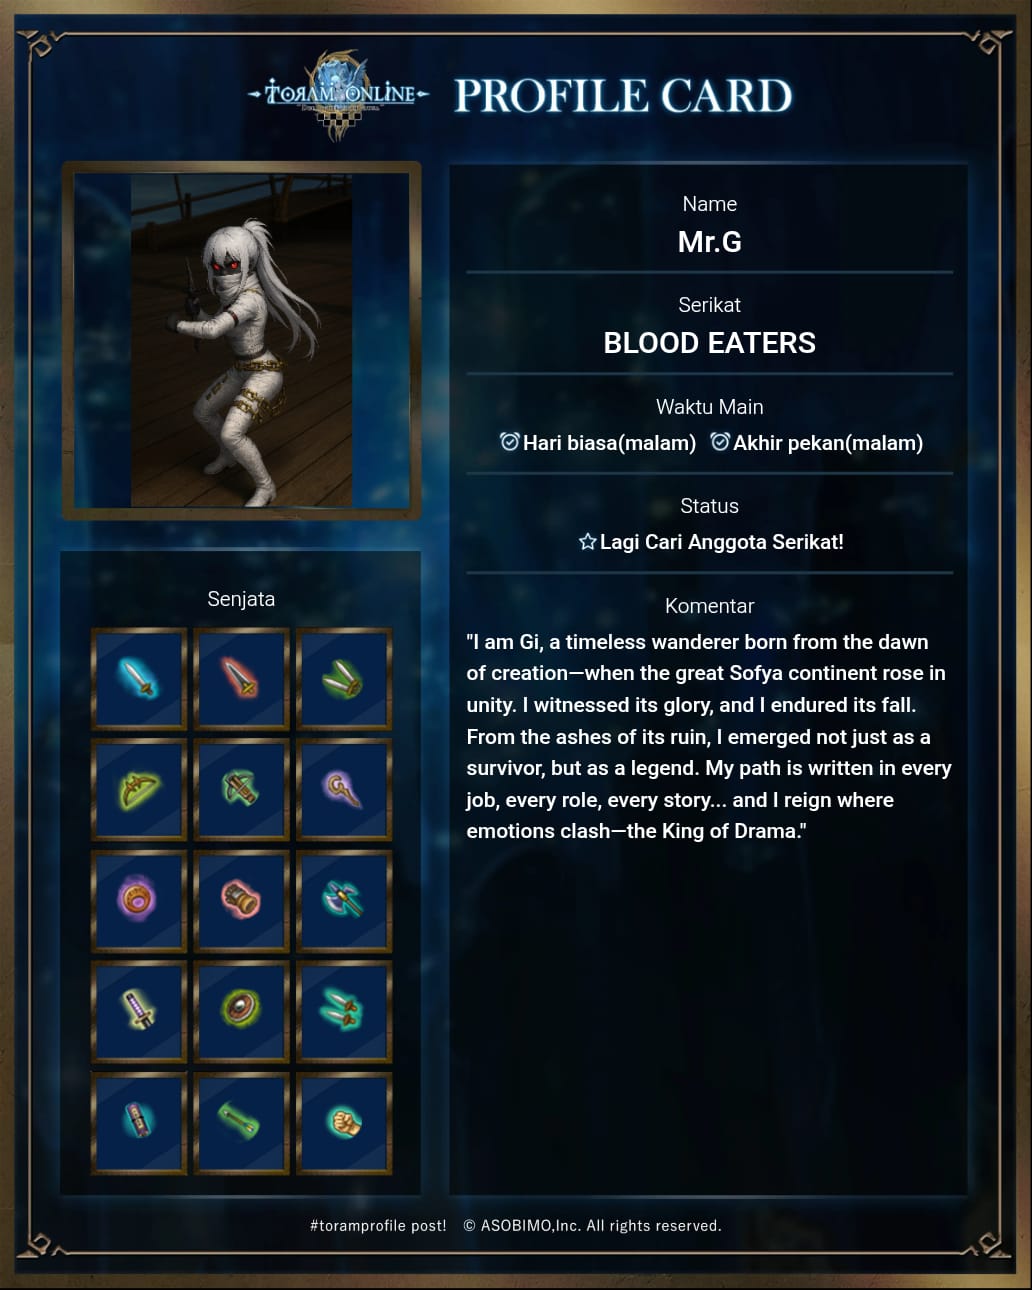 TORAM ONLINE
PROFILE CARD
Name
Mr.G
Serikat
BLOOD EATERS
Waktu Main
Hari biasa(malam) Akhir pekan(malam)
Status
Lagi Cari Anggota Serikat!
Senjata
Komentar
"I am Gi, a timeless wanderer born from the dawn
of creation—when the great Sofya continent rose in
unity. I witnessed its glory, and I endured its fall.
From the ashes of its ruin, I emerged not just as a
survivor, but as a legend. My path is written in every
job, every role, every story... and I reign where
emotions clash—the King of Drama."
#toramprofile post! © ASOBIMO,Inc. All rights reserved.